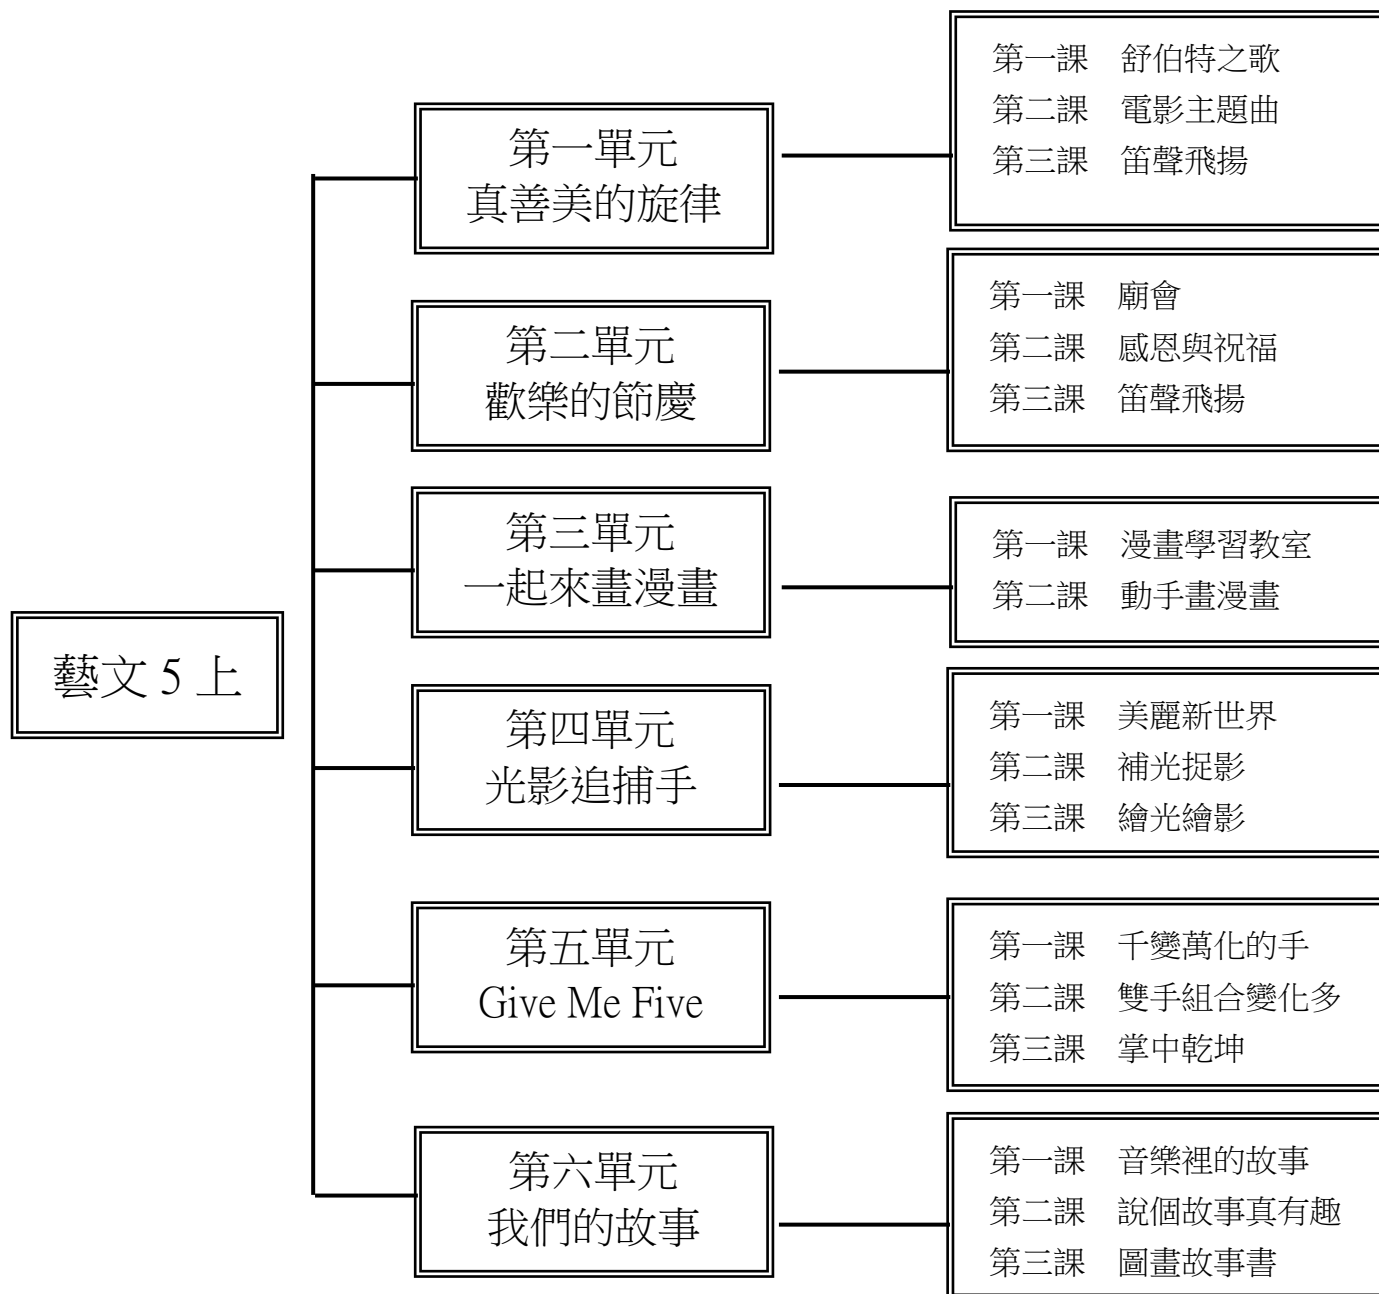 藝文 5 上
第一單元
真善美的旋律
第一課　舒伯特之歌
第二課　電影主題曲
第三課　笛聲飛揚
第二單元
歡樂的節慶
第一課　廟會
第二課　感恩與祝福
第三課　笛聲飛揚
第三單元
一起來畫漫畫
第一課　漫畫學習教室
第二課　動手畫漫畫
第四單元
光影追捕手
第一課　美麗新世界
第二課　補光捉影
第三課　繪光繪影
第五單元
Give Me Five
第一課　千變萬化的手
第二課　雙手組合變化多
第三課　掌中乾坤
第六單元
我們的故事
第一課　音樂裡的故事
第二課　說個故事真有趣
第三課　圖畫故事書